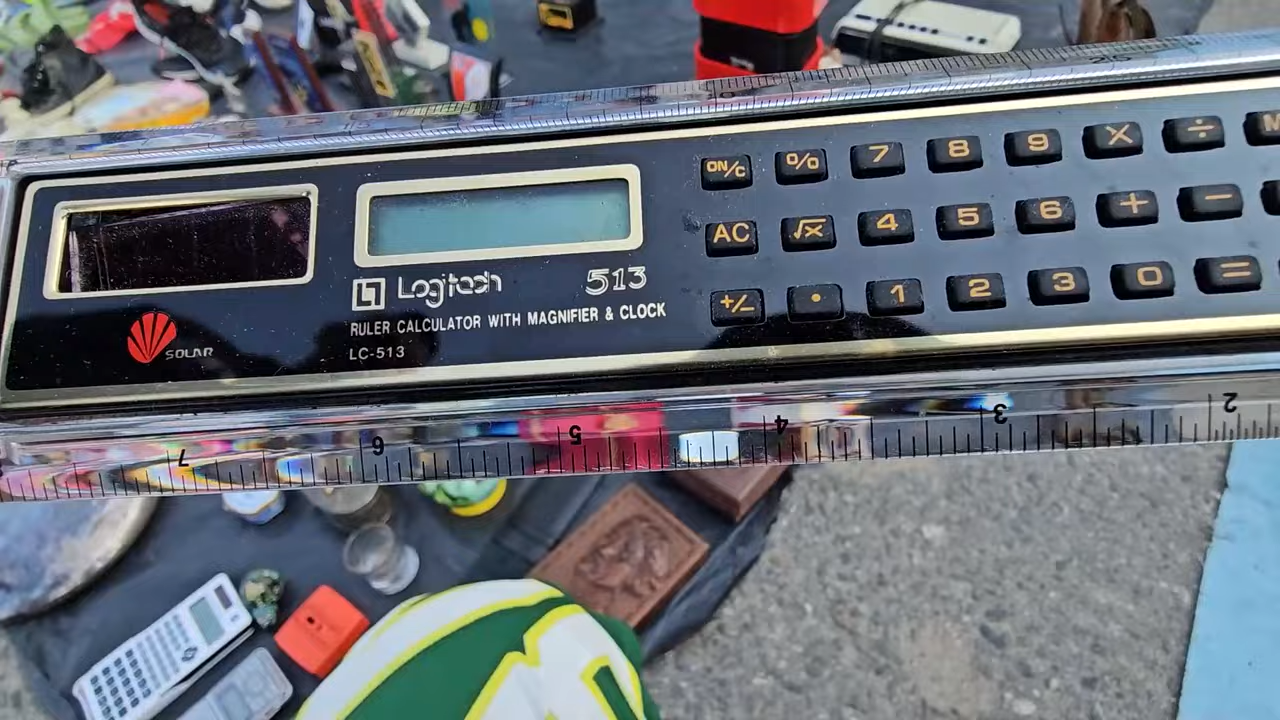 ON/C % 7 8 9 × ÷ M
AC √x 4 5 6 + −
+/− • 1 2 3 0 =
Logitech 513
RULER CALCULATOR WITH MAGNIFIER & CLOCK
LC-513
SOLAR
7 6 5 4 3 2